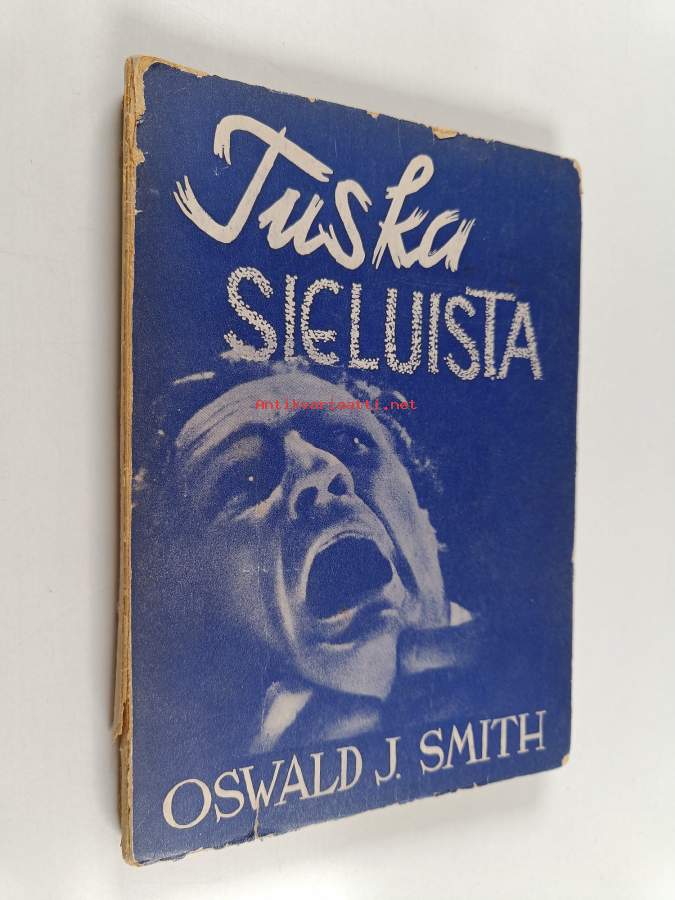 Tuska
SIELUISTA
Antikvariaatti.net
OSWALD J. SMITH